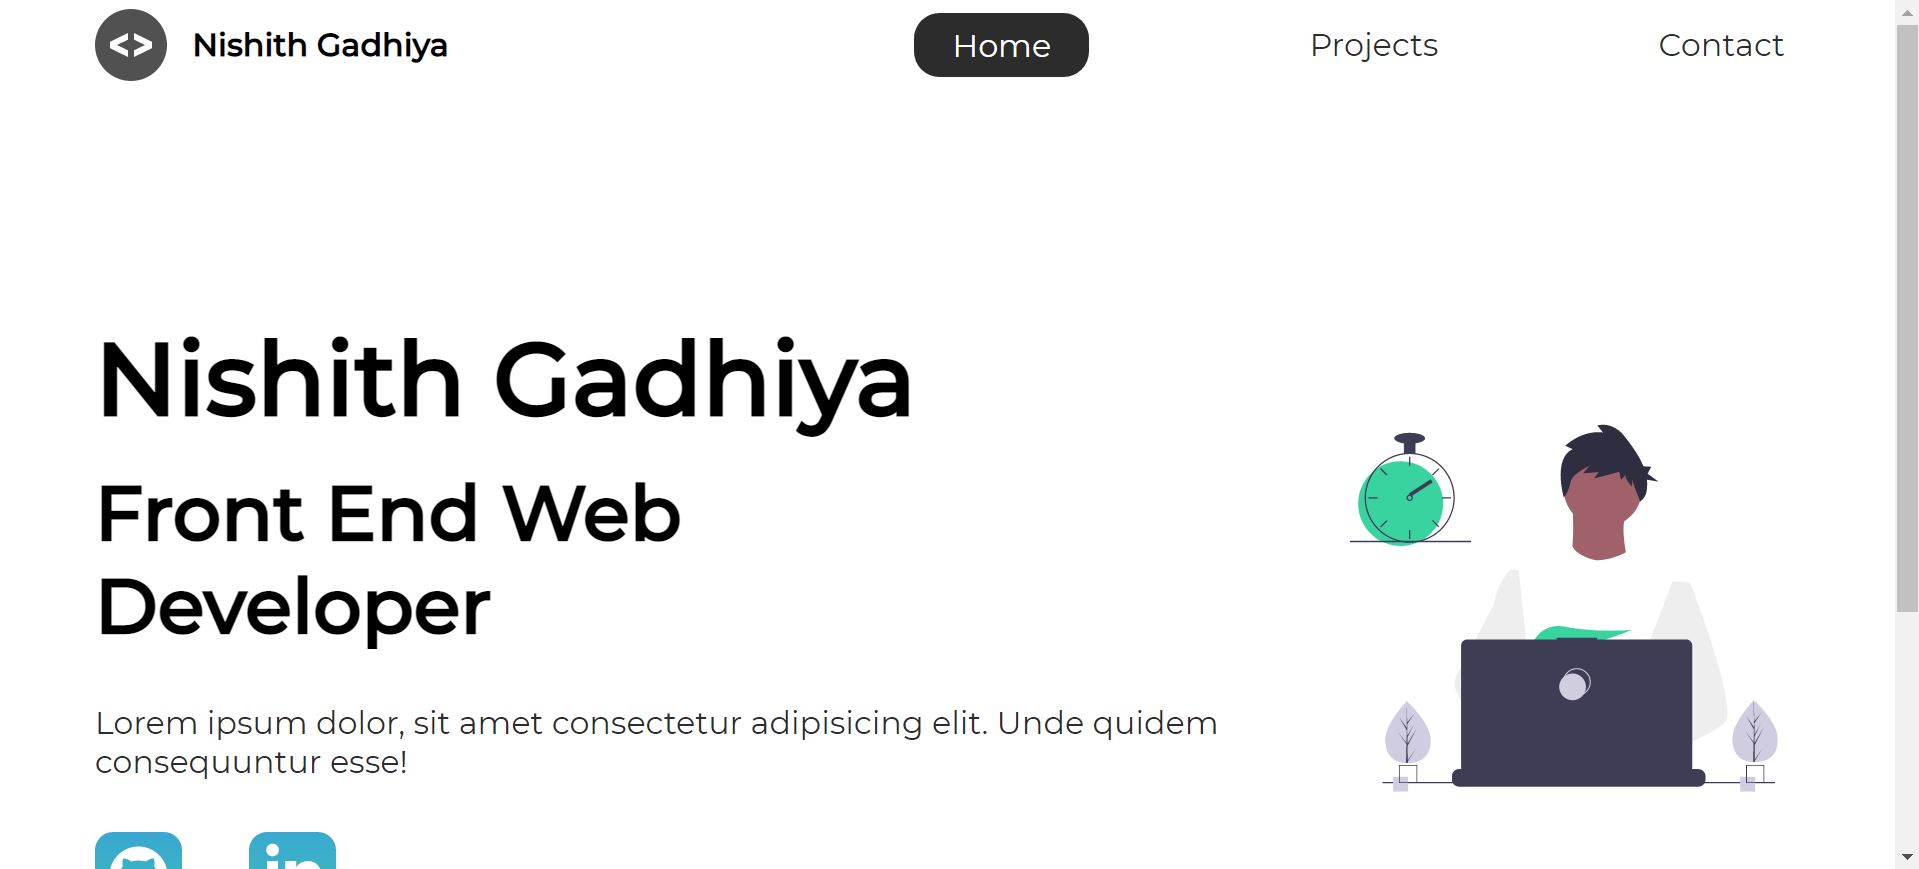 <> Nishith Gadhiya
Home
Projects
Contact
Nishith Gadhiya
Front End Web
Developer
Lorem ipsum dolor, sit amet consectetur adipisicing elit. Unde quidem
consequuntur esse!
in